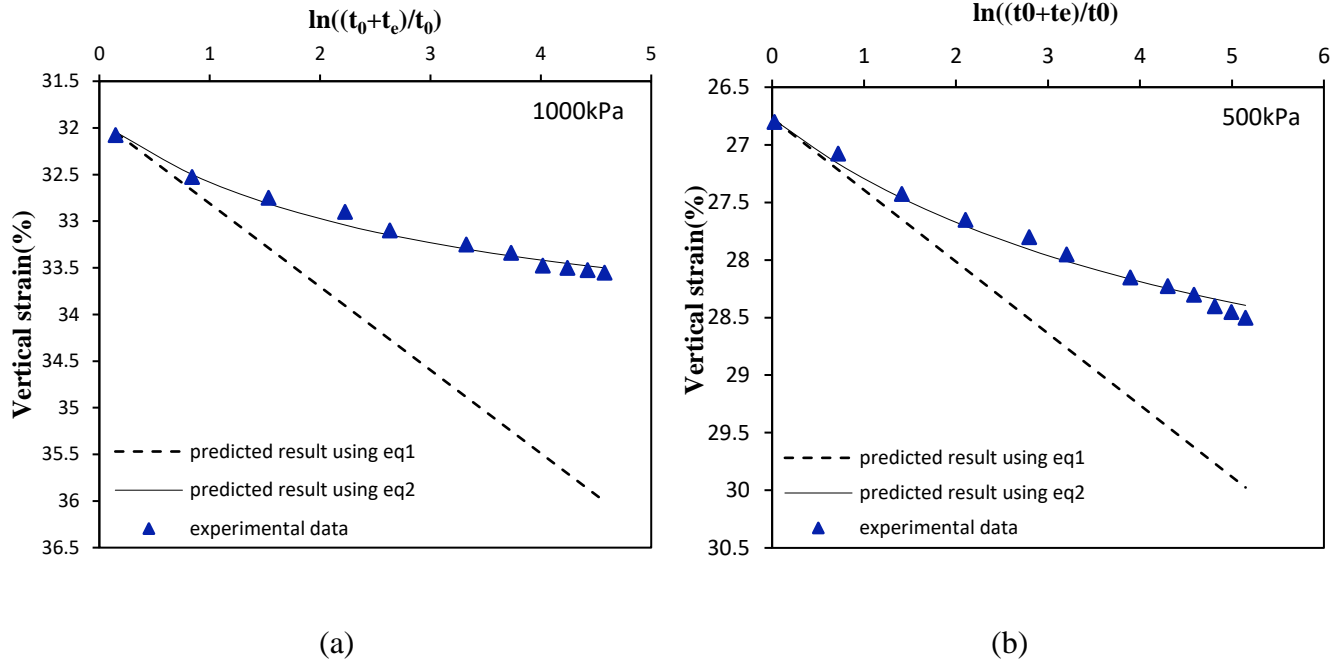 ln((t₀+tₑ)/t₀)
0 1 2 3 4 5
31.5
32
32.5
33
33.5
34
34.5
35
35.5
36
36.5
Vertical strain(%)
1000kPa
predicted result using eq1
predicted result using eq2
experimental data
(a)
ln((t0+te)/t0)
0 1 2 3 4 5 6
26.5
27
27.5
28
28.5
29
29.5
30
30.5
Vertical strain(%)
500kPa
predicted result using eq1
predicted result using eq2
experimental data
(b)